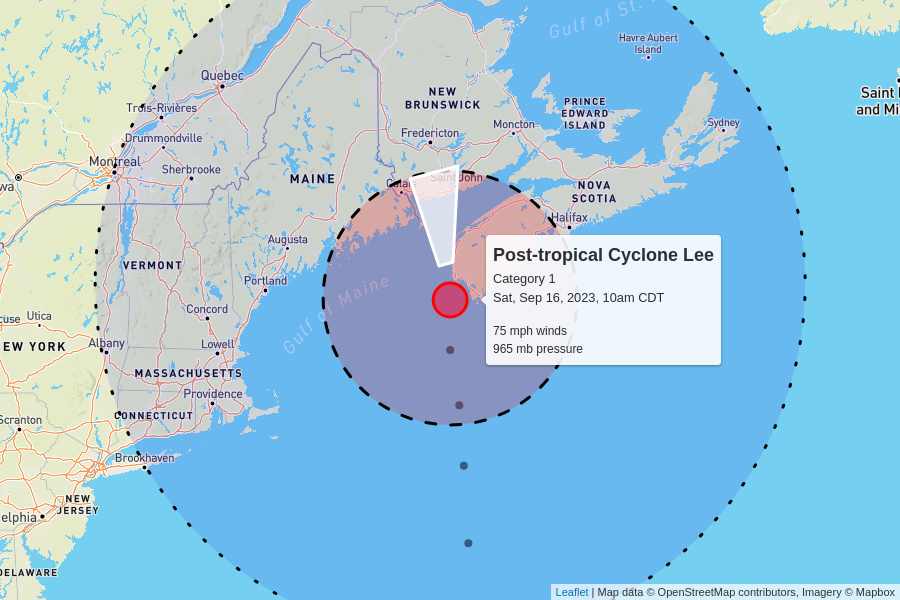 Gulf of St.
Havre Aubert
Island
Quebec
Saint
and Mi
NEW
BRUNSWICK
PRINCE
EDWARD
ISLAND
Trois-Rivières
Moncton
Sydney
Fredericton
Drummondville
Montreal
Sherbrooke
wa
MAINE
Calais
Saint John
NOVA
SCOTIA
Halifax
Augusta
VERMONT
Portland
Gulf of Maine
Post-tropical Cyclone Lee
Category 1
Sat, Sep 16, 2023, 10am CDT
75 mph winds
965 mb pressure
cuse
Utica
Concord
EW YORK
Albany
Lowell
MASSACHUSETTS
Providence
CONNECTICUT
Scranton
Brookhaven
NEW
JERSEY
elphia
DELAWARE
Leaflet | Map data © OpenStreetMap contributors, Imagery © Mapbox